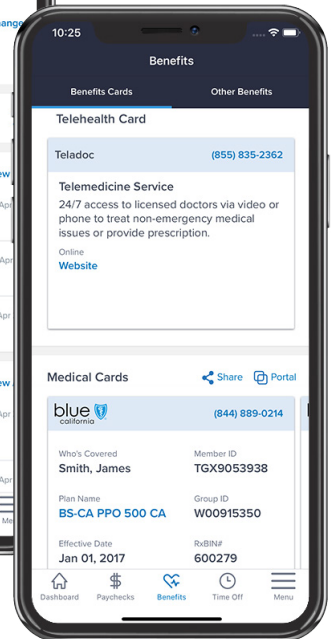 10:25
Benefits
Benefits Cards
Other Benefits
Telehealth Card
Teladoc
(855) 835-2362
Telemedicine Service
24/7 access to licensed doctors via video or
phone to treat non-emergency medical
issues or provide prescription.
Online
Website
Medical Cards
Share
Portal
blue
california
(844) 889-0214
Who's Covered
Member ID
Smith, James
TGX9053938
Plan Name
Group ID
BS-CA PPO 500 CA
W00915350
Effective Date
RxBIN#
Jan 01, 2017
600279
Dashboard
Paychecks
Benefits
Time Off
Menu